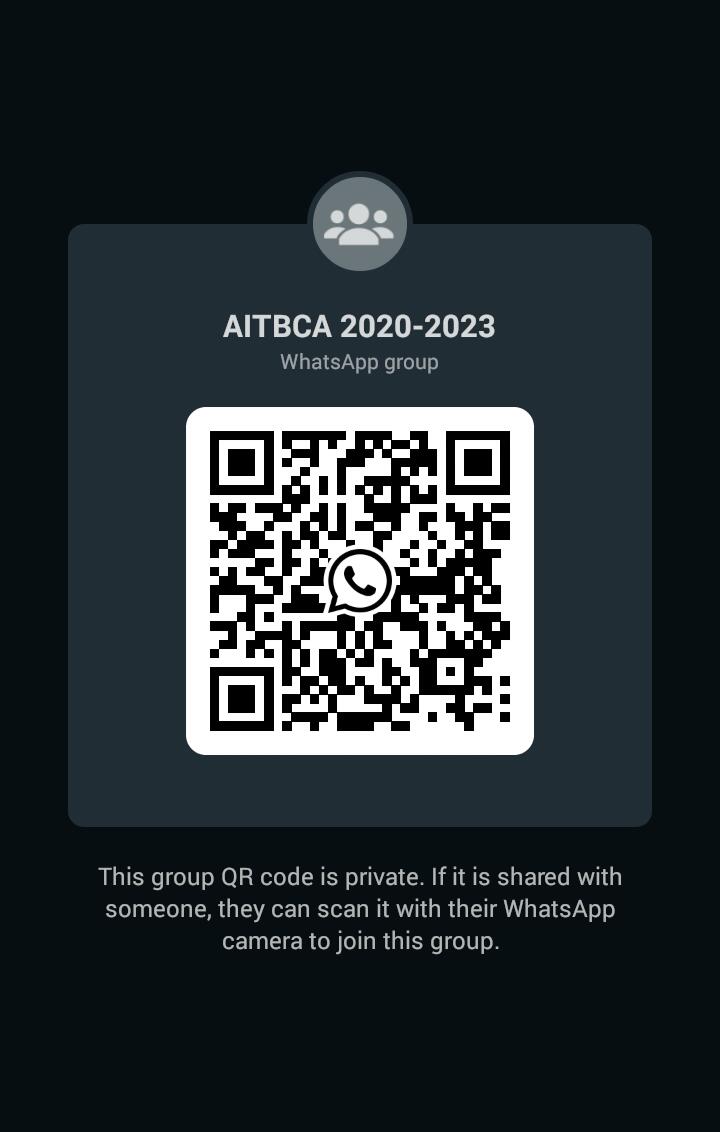 AITBCA 2020-2023
WhatsApp group
This group QR code is private. If it is shared with
someone, they can scan it with their WhatsApp
camera to join this group.